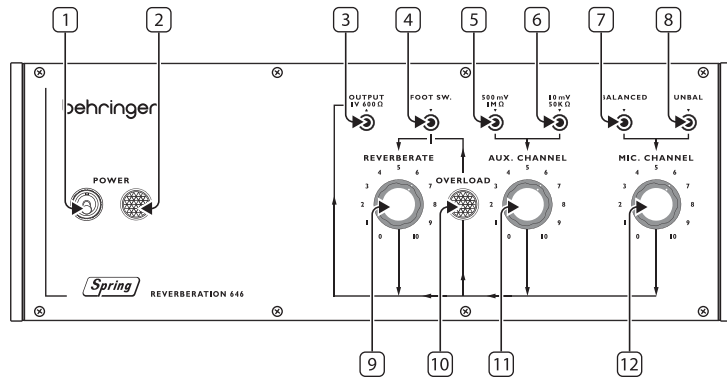 1 2 3 4 5 6 7 8
OUTPUT
1V 600 Ω
FOOT SW.
500 mV
1M Ω
10 mV
50K Ω
BALANCED
UNBAL
behringer
POWER
REVERBERATE
OVERLOAD
AUX. CHANNEL
MIC. CHANNEL
0 1 2 3 4 5 6 7 8 9 10
0 1 2 3 4 5 6 7 8 9 10
0 1 2 3 4 5 6 7 8 9 10
Spring
REVERBERATION 646
9 10 11 12